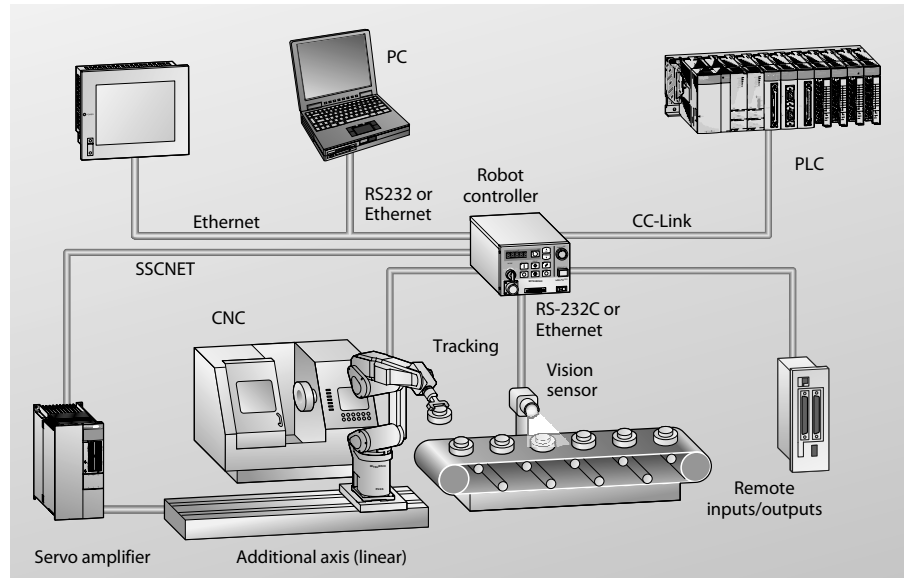 PC
Robot
controller
PLC
RS232 or
Ethernet
Ethernet
CC-Link
SSCNET
RS-232C or
Ethernet
CNC
Tracking
Vision
sensor
Remote
inputs/outputs
Servo amplifier
Additional axis (linear)